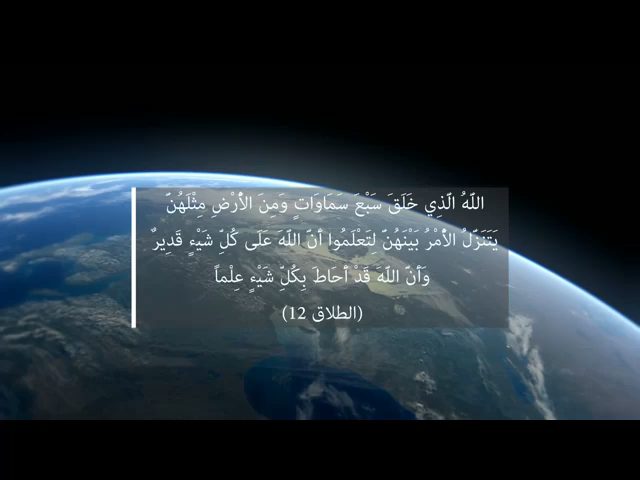 اللَّهُ الَّذِي خَلَقَ سَبْعَ سَمَاوَاتٍ وَمِنَ الْأَرْضِ مِثْلَهُنَّ
يَتَنَزَّلُ الْأَمْرُ بَيْنَهُنَّ لِتَعْلَمُوا أَنَّ اللَّهَ عَلَى كُلِّ شَيْءٍ قَدِيرٌ
وَأَنَّ اللَّهَ قَدْ أَحَاطَ بِكُلِّ شَيْءٍ عِلْماً
(الطلاق 12)